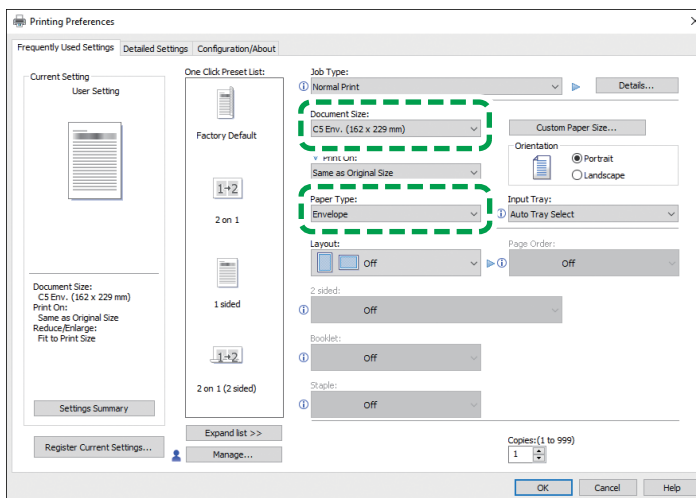 Printing Preferences
Frequently Used Settings Detailed Settings Configuration/About
Current Setting
User Setting
Document Size:
C5 Env. (162 x 229 mm)
Print On:
Same as Original Size
Reduce/Enlarge:
Fit to Print Size
Settings Summary
Register Current Settings...
One Click Preset List:
Factory Default
1→2
2 on 1
1 sided
1→2
2 on 1 (2 sided)
Expand list >>
Manage...
Job Type:
Normal Print
Details...
Document Size:
C5 Env. (162 x 229 mm)
Custom Paper Size...
Orientation
Portrait
Landscape
Print On:
Same as Original Size
Paper Type:
Envelope
Input Tray:
Auto Tray Select
Layout:
Off
Page Order:
Off
2 sided:
Off
Booklet:
Off
Staple:
Off
Copies:(1 to 999)
1
OK Cancel Help